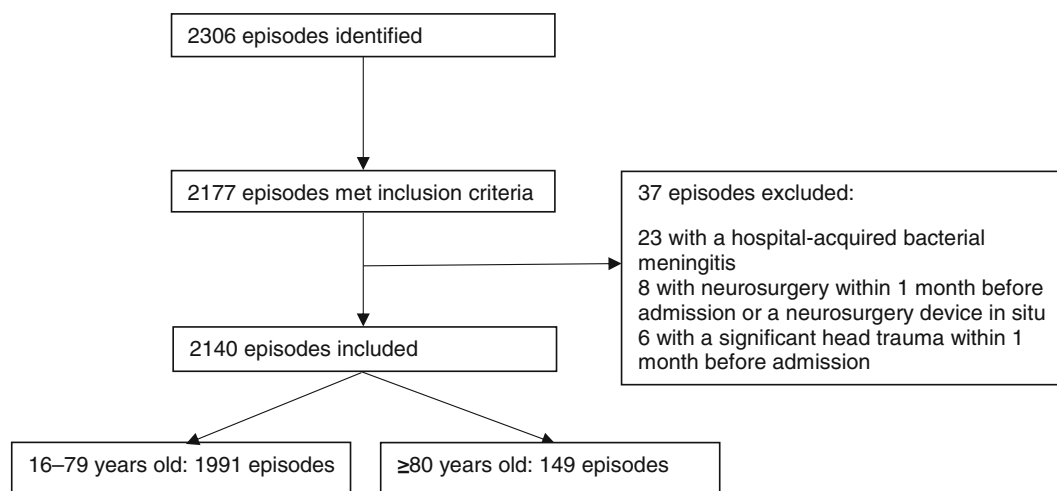 2306 episodes identified
2177 episodes met inclusion criteria
37 episodes excluded:
23 with a hospital-acquired bacterial
meningitis
8 with neurosurgery within 1 month before
admission or a neurosurgery device in situ
6 with a significant head trauma within 1
month before admission
2140 episodes included
16–79 years old: 1991 episodes
≥80 years old: 149 episodes